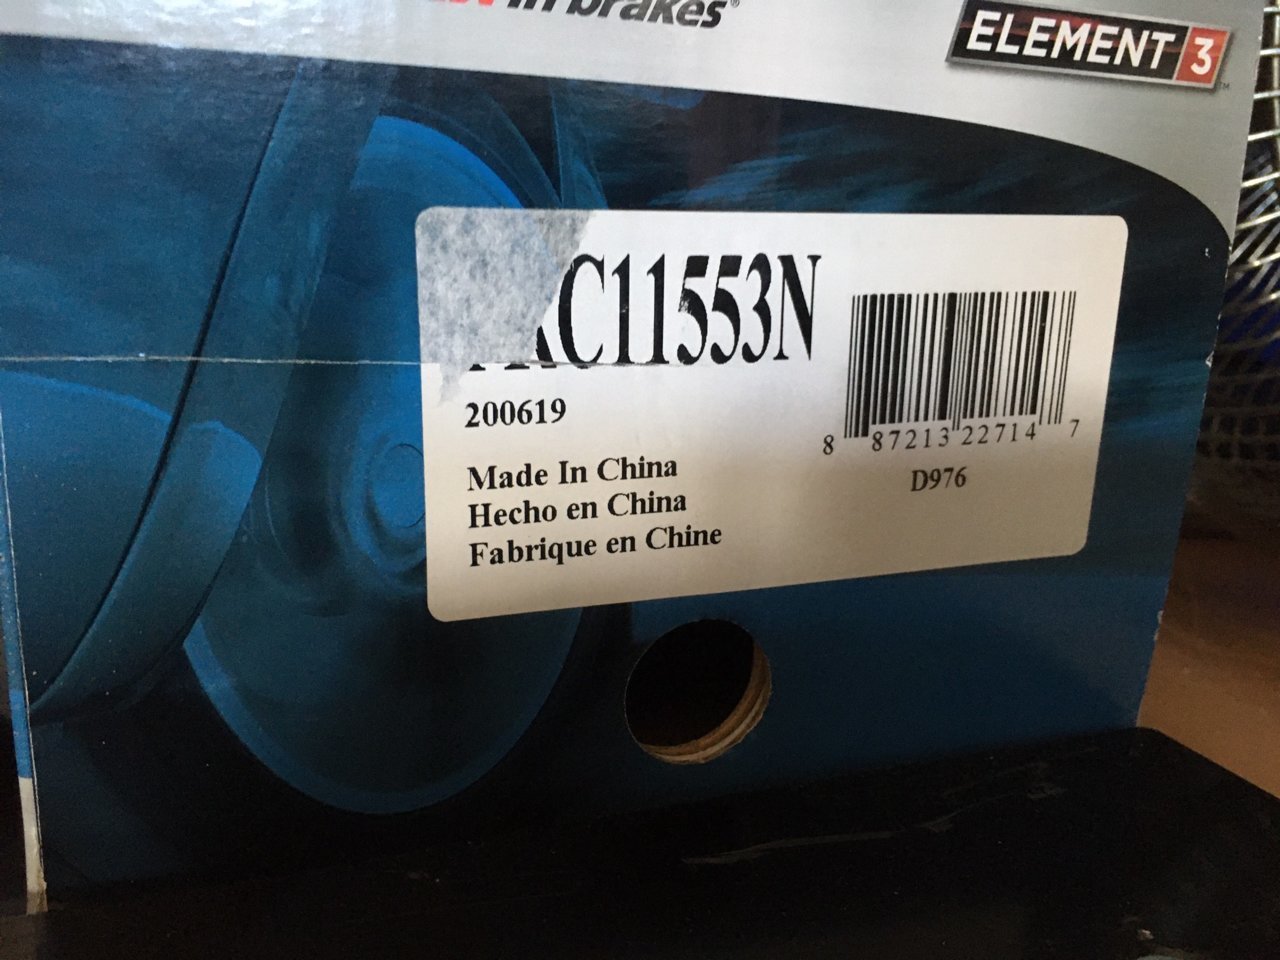 in brakes®
ELEMENT 3™
C11553N
200619
8 87213 22714 7
D976
Made In China
Hecho en China
Fabrique en Chine